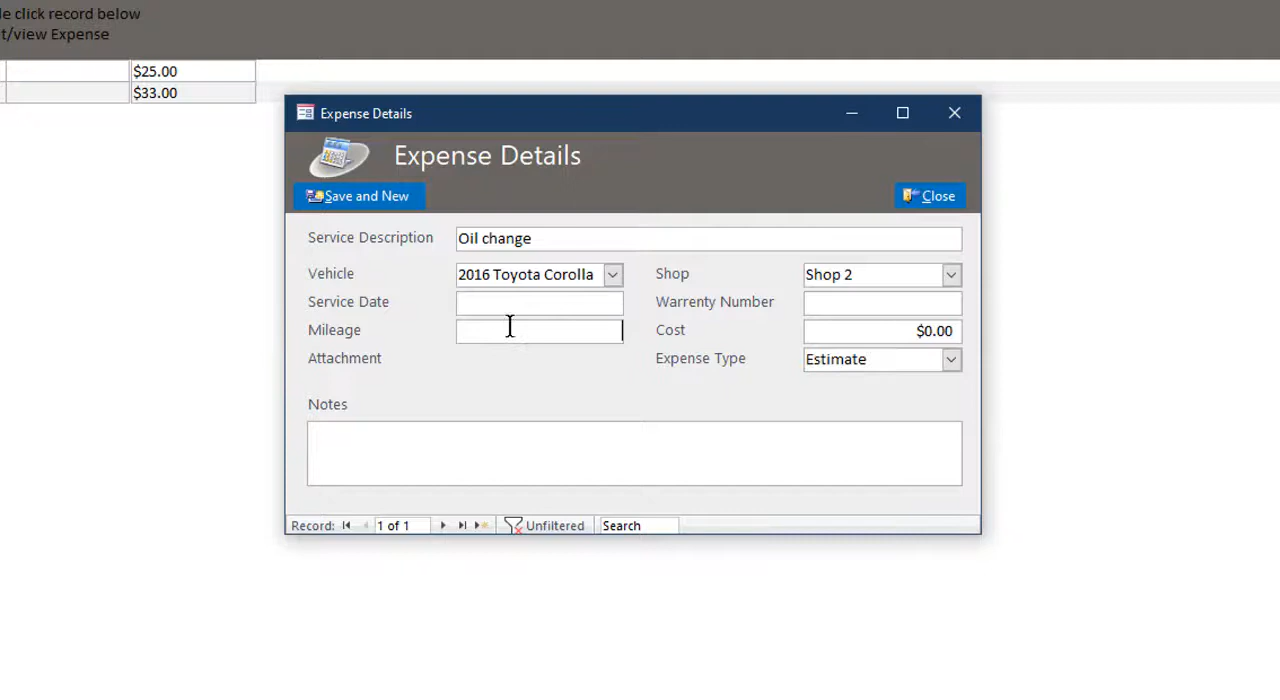 le click record below
t/view Expense
$25.00
$33.00
Expense Details
Expense Details
Save and New
Close
Service Description Oil change
Vehicle 2016 Toyota Corolla Shop Shop 2
Service Date Warrenty Number
Mileage Cost $0.00
Attachment Expense Type Estimate
Notes
Record: 1 of 1 Unfiltered Search